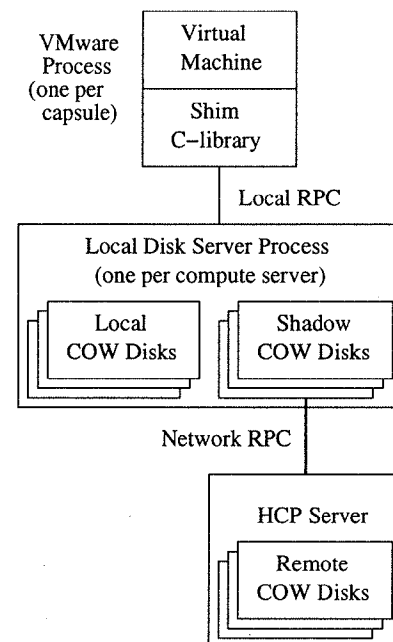 VMware
Process
(one per
capsule)
Virtual
Machine
Shim
C−library
Local RPC
Local Disk Server Process
(one per compute server)
Local
COW Disks
Shadow
COW Disks
Network RPC
HCP Server
Remote
COW Disks